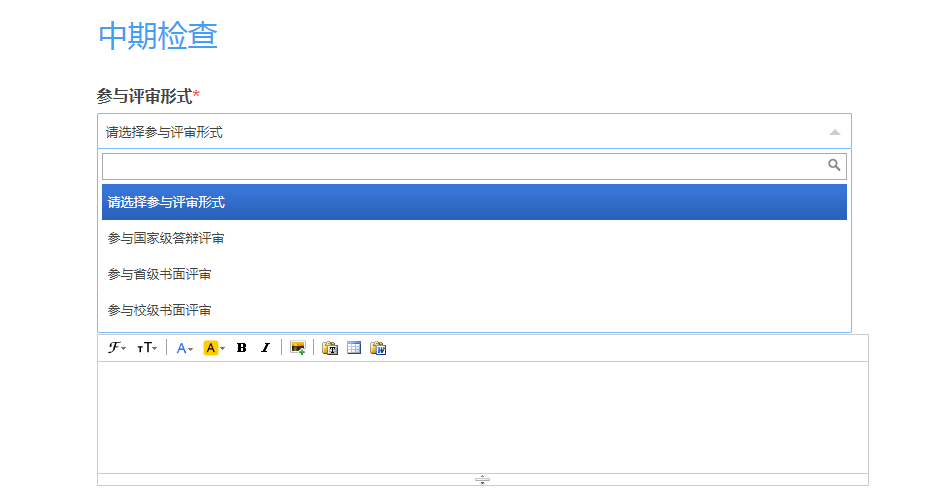 中期检查
参与评审形式*
请选择参与评审形式
请选择参与评审形式
参与国家级答辩评审
参与省级书面评审
参与校级书面评审
F TT A A B I T W